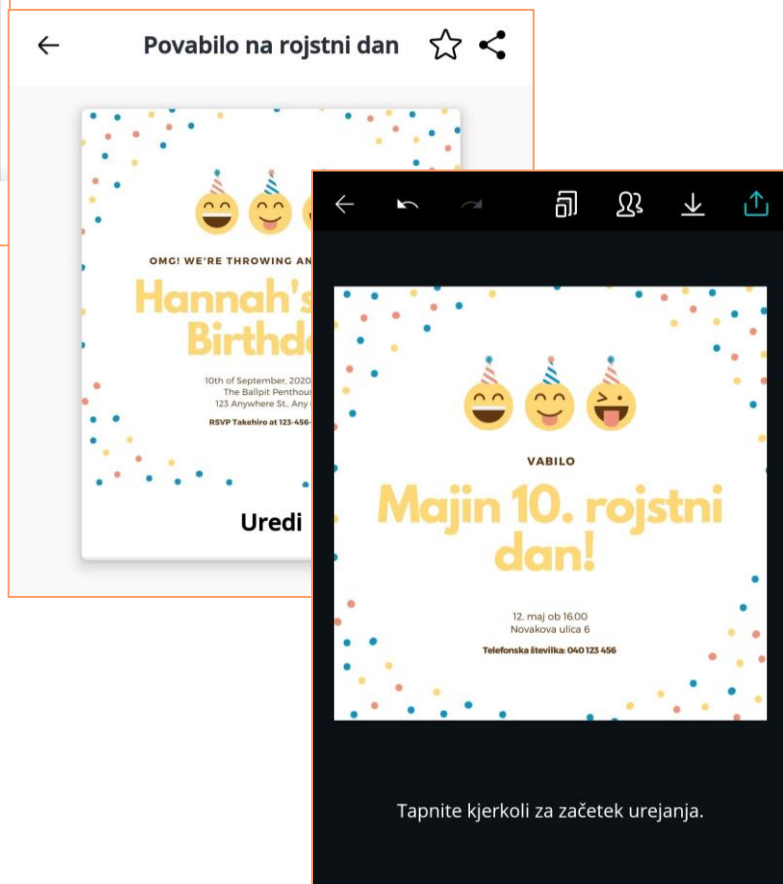 Povabilo na rojstni dan
OMG! WE'RE THROWING AN
Hannah's
Birthd
10th of September, 2020
The Ballpit Penthous
123 Anywhere St., Any
RSVP Takehiro at 123-456-
Uredi
VABILO
Majin 10. rojstni
dan!
12. maj ob 16.00
Novakova ulica 6
Telefonska številka: 040 123 456
Tapnite kjerkoli za začetek urejanja.